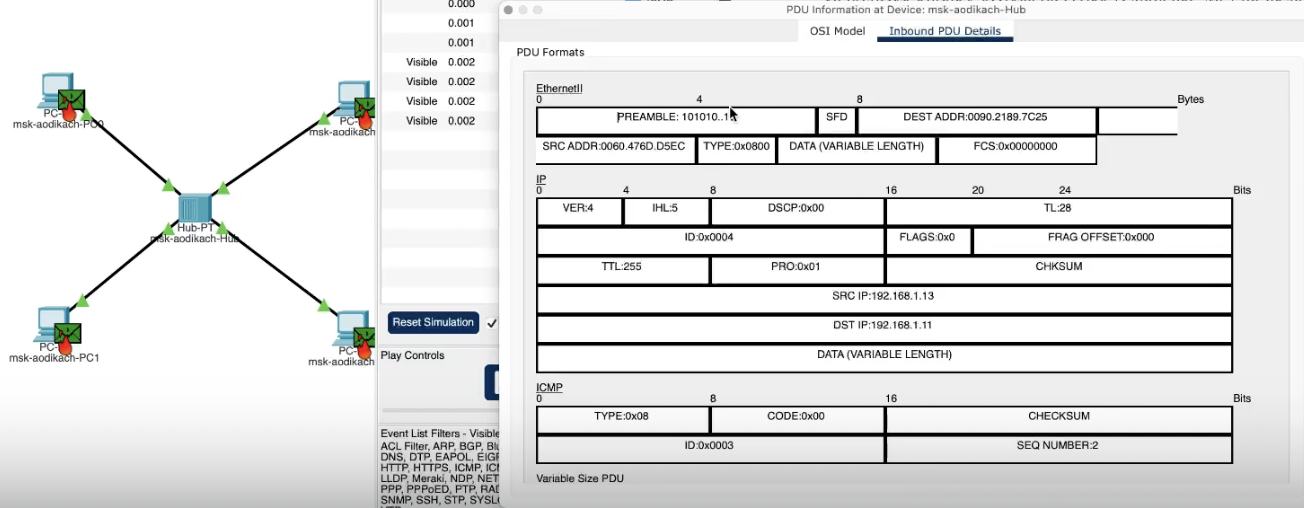 PDU Information at Device: msk-aodikach-Hub
OSI Model Inbound PDU Details
PDU Formats
EthernetII
0 4 8 Bytes
PREAMBLE: 101010..1 SFD DEST ADDR:0090.2189.7C25
SRC ADDR:0060.476D.D5EC TYPE:0x0800 DATA (VARIABLE LENGTH) FCS:0x00000000
IP
0 4 8 16 20 24 Bits
VER:4 IHL:5 DSCP:0x00 TL:28
ID:0x0004 FLAGS:0x0 FRAG OFFSET:0x000
TTL:255 PRO:0x01 CHKSUM
SRC IP:192.168.1.13
DST IP:192.168.1.11
DATA (VARIABLE LENGTH)
ICMP
0 8 16 Bits
TYPE:0x08 CODE:0x00 CHECKSUM
ID:0x0003 SEQ NUMBER:2
Variable Size PDU
0.000
0.001
0.001
Visible 0.002
Visible 0.002
Visible 0.002
Visible 0.002
Reset Simulation
Play Controls
Event List Filters - Visible
ACL Filter, ARP, BGP, Blu
DNS, DTP, EAPOL, EIGF
HTTP, HTTPS, ICMP, ICM
LLDP, Meraki, NDP, NET
PPP, PPPoED, PTP, RAD
SNMP, SSH, STP, SYSLO
PC-
msk-aodikach-PC0
PC-
msk-aodikach
Hub-PT
msk-aodikach-Hub
PC-
msk-aodikach-PC1
PC-
msk-aodikach